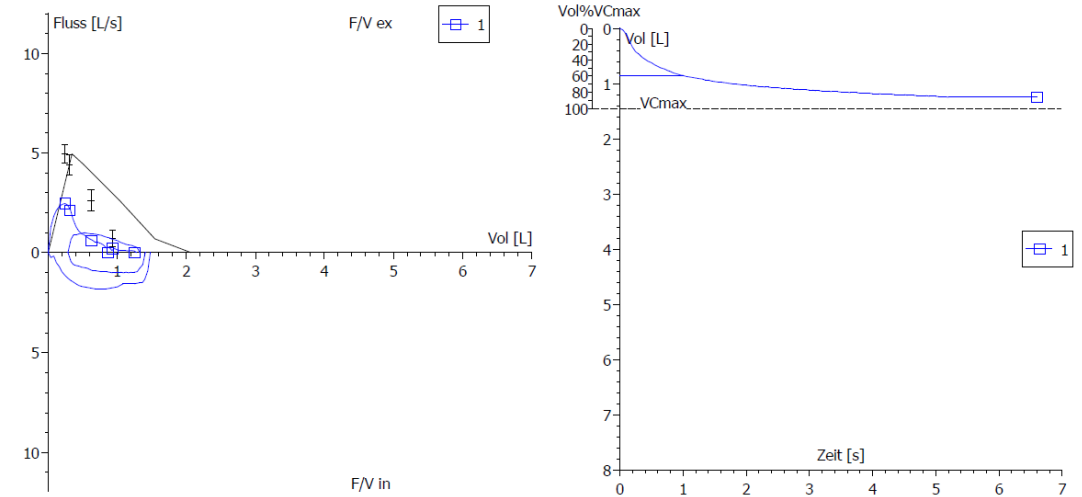 Fluss [L/s]
F/V ex
1
10
5
Vol [L]
1 2 3 4 5 6 7
5
10
F/V in
Vol%VCmax
0 0
Vol [L]
20
40
60
1
80
VCmax
100
2
3
4
1
5
6
7
Zeit [s]
8
0 1 2 3 4 5 6 7